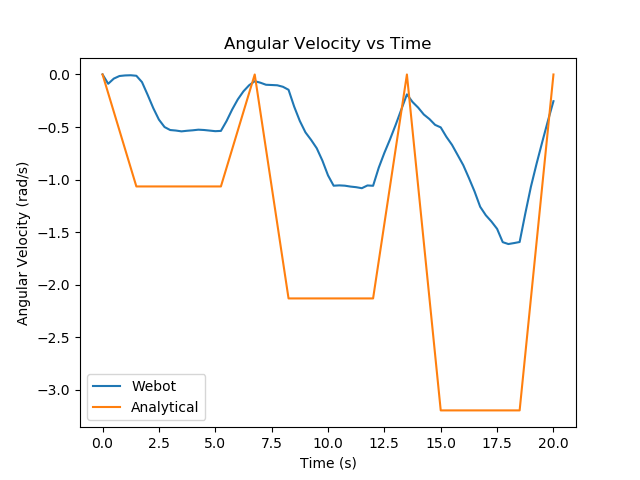 Angular Velocity vs Time
0.0
−0.5
−1.0
−1.5
−2.0
−2.5
−3.0
Angular Velocity (rad/s)
Webot
Analytical
0.0 2.5 5.0 7.5 10.0 12.5 15.0 17.5 20.0
Time (s)